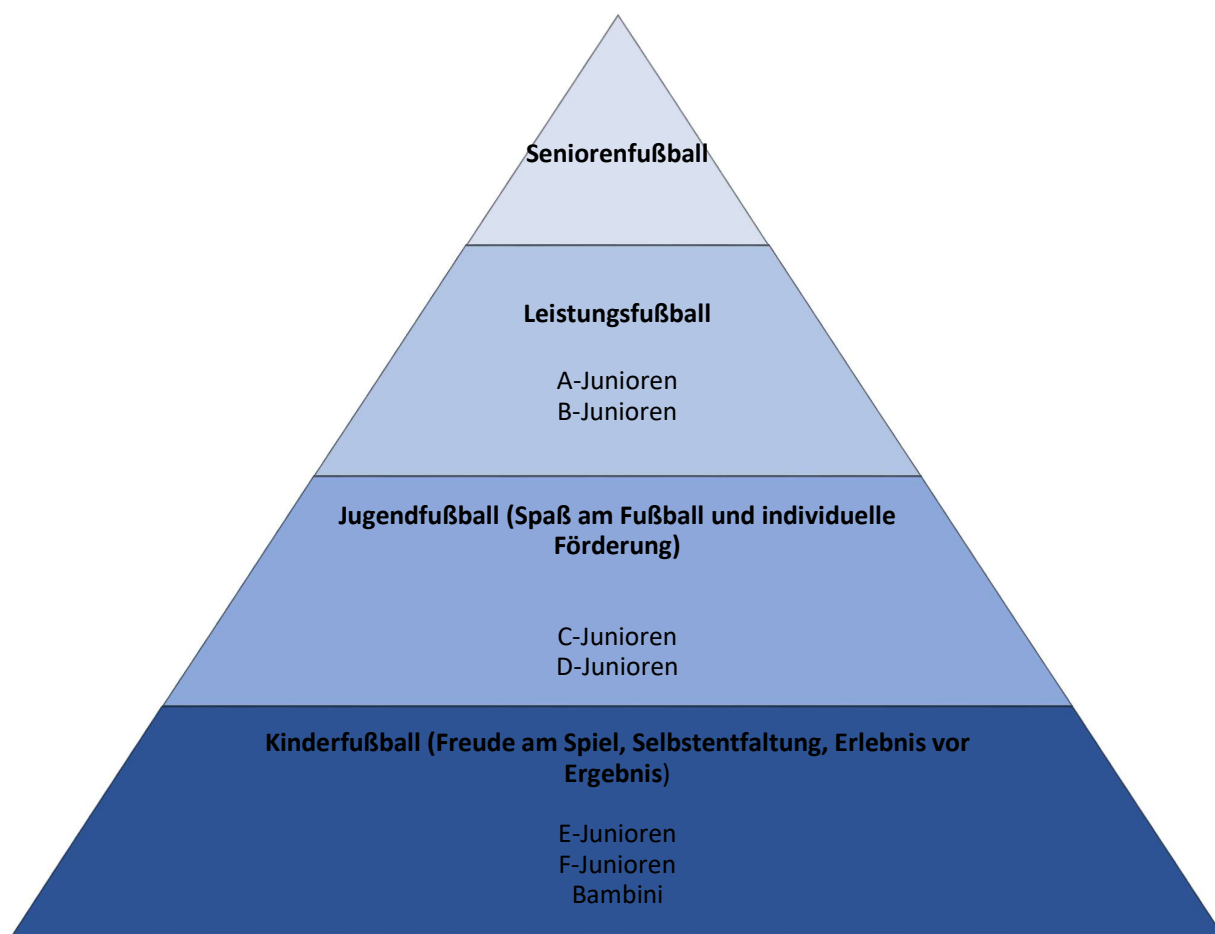 Seniorenfußball
Leistungsfußball
A-Junioren
B-Junioren
Jugendfußball (Spaß am Fußball und individuelle
Förderung)
C-Junioren
D-Junioren
Kinderfußball (Freude am Spiel, Selbstentfaltung, Erlebnis vor
Ergebnis)
E-Junioren
F-Junioren
Bambini